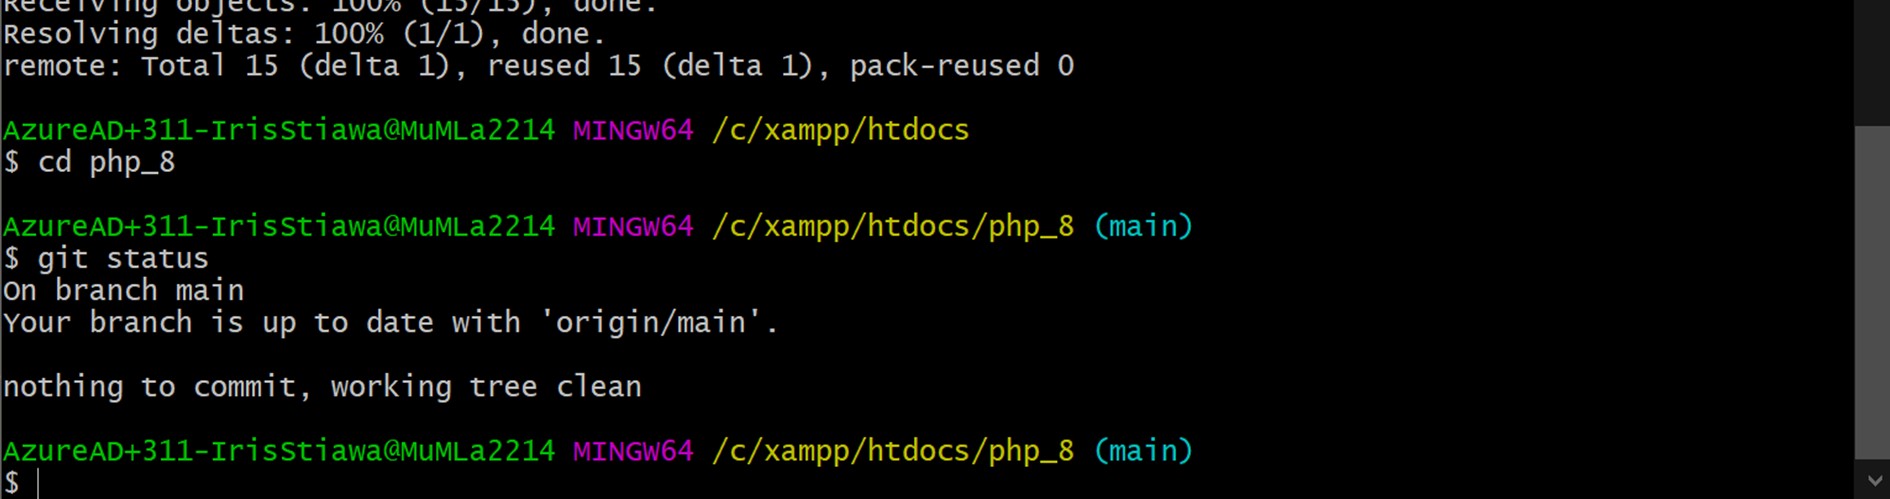 Receiving objects: 100% (15/15), done.
Resolving deltas: 100% (1/1), done.
remote: Total 15 (delta 1), reused 15 (delta 1), pack-reused 0
AzureAD+311-IrisStiawa@MuMLa2214 MINGW64 /c/xampp/htdocs
$ cd php_8
AzureAD+311-IrisStiawa@MuMLa2214 MINGW64 /c/xampp/htdocs/php_8 (main)
$ git status
On branch main
Your branch is up to date with 'origin/main'.
nothing to commit, working tree clean
AzureAD+311-IrisStiawa@MuMLa2214 MINGW64 /c/xampp/htdocs/php_8 (main)
$